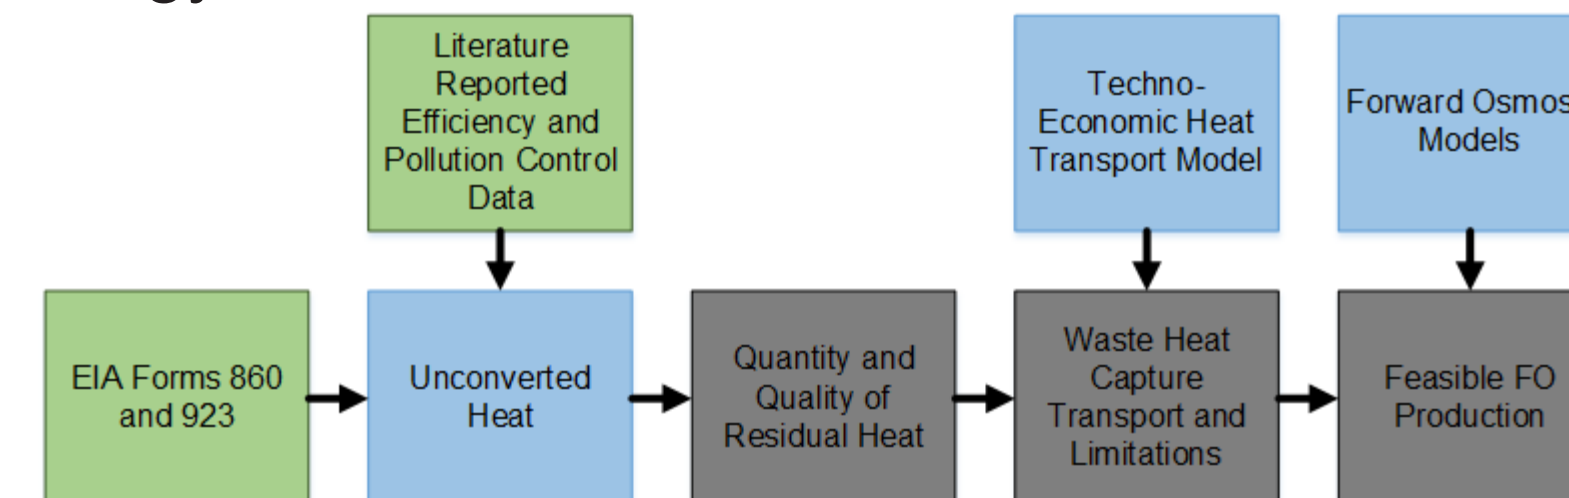 Literature
Reported
Efficiency and
Pollution Control
Data
Techno-
Economic Heat
Transport Model
Forward
Models
EIA Forms 860
and 923
Unconverted
Heat
Quantity and
Quality of
Residual Heat
Waste Heat
Capture
Transport and
Limitations
Feasible FO
Production